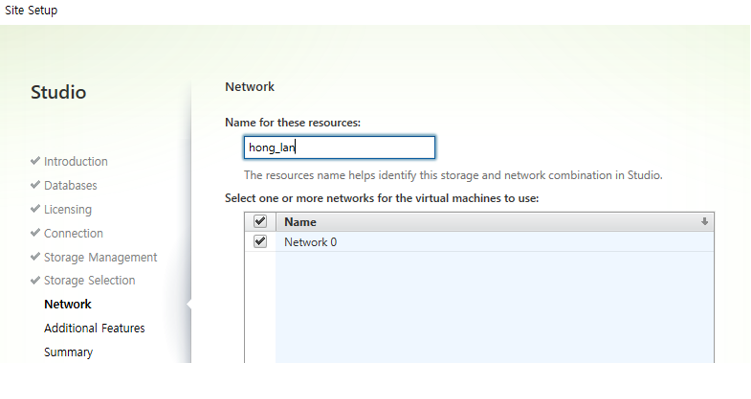 Site Setup
Studio
Introduction
Databases
Licensing
Connection
Storage Management
Storage Selection
Network
Additional Features
Summary
Network
Name for these resources:
hong_lan
The resources name helps identify this storage and network combination in Studio.
Select one or more networks for the virtual machines to use:
Name
Network 0